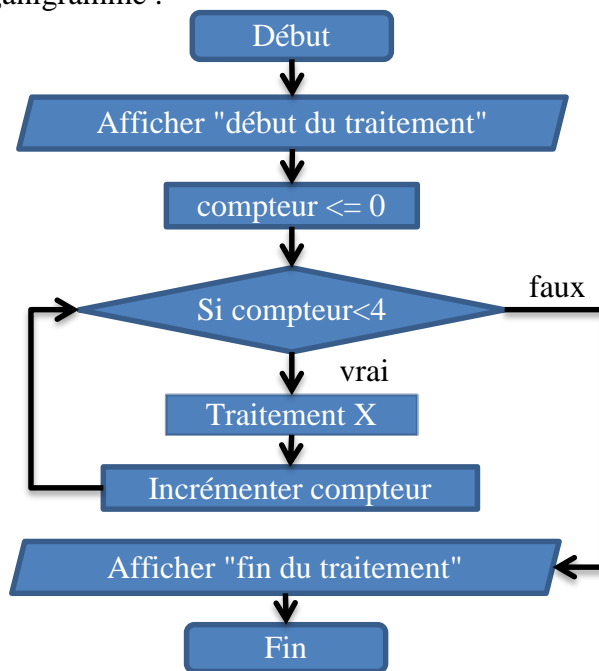 Début
Afficher "début du traitement"
compteur <= 0
Si compteur<4
faux
vrai
Traitement X
Incrémenter compteur
Afficher "fin du traitement"
Fin